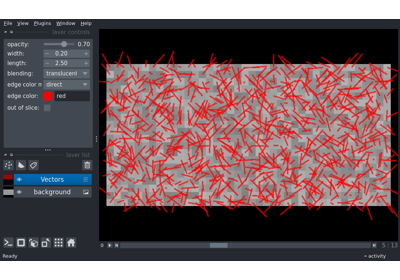 File View Plugins Window Help
layer controls
opacity: 0.70
width: 0.20
length: 2.50
blending: translucent
edge color m direct
edge color: red
out of slice:
layer list
Vectors
background
0 5 13
Ready activity